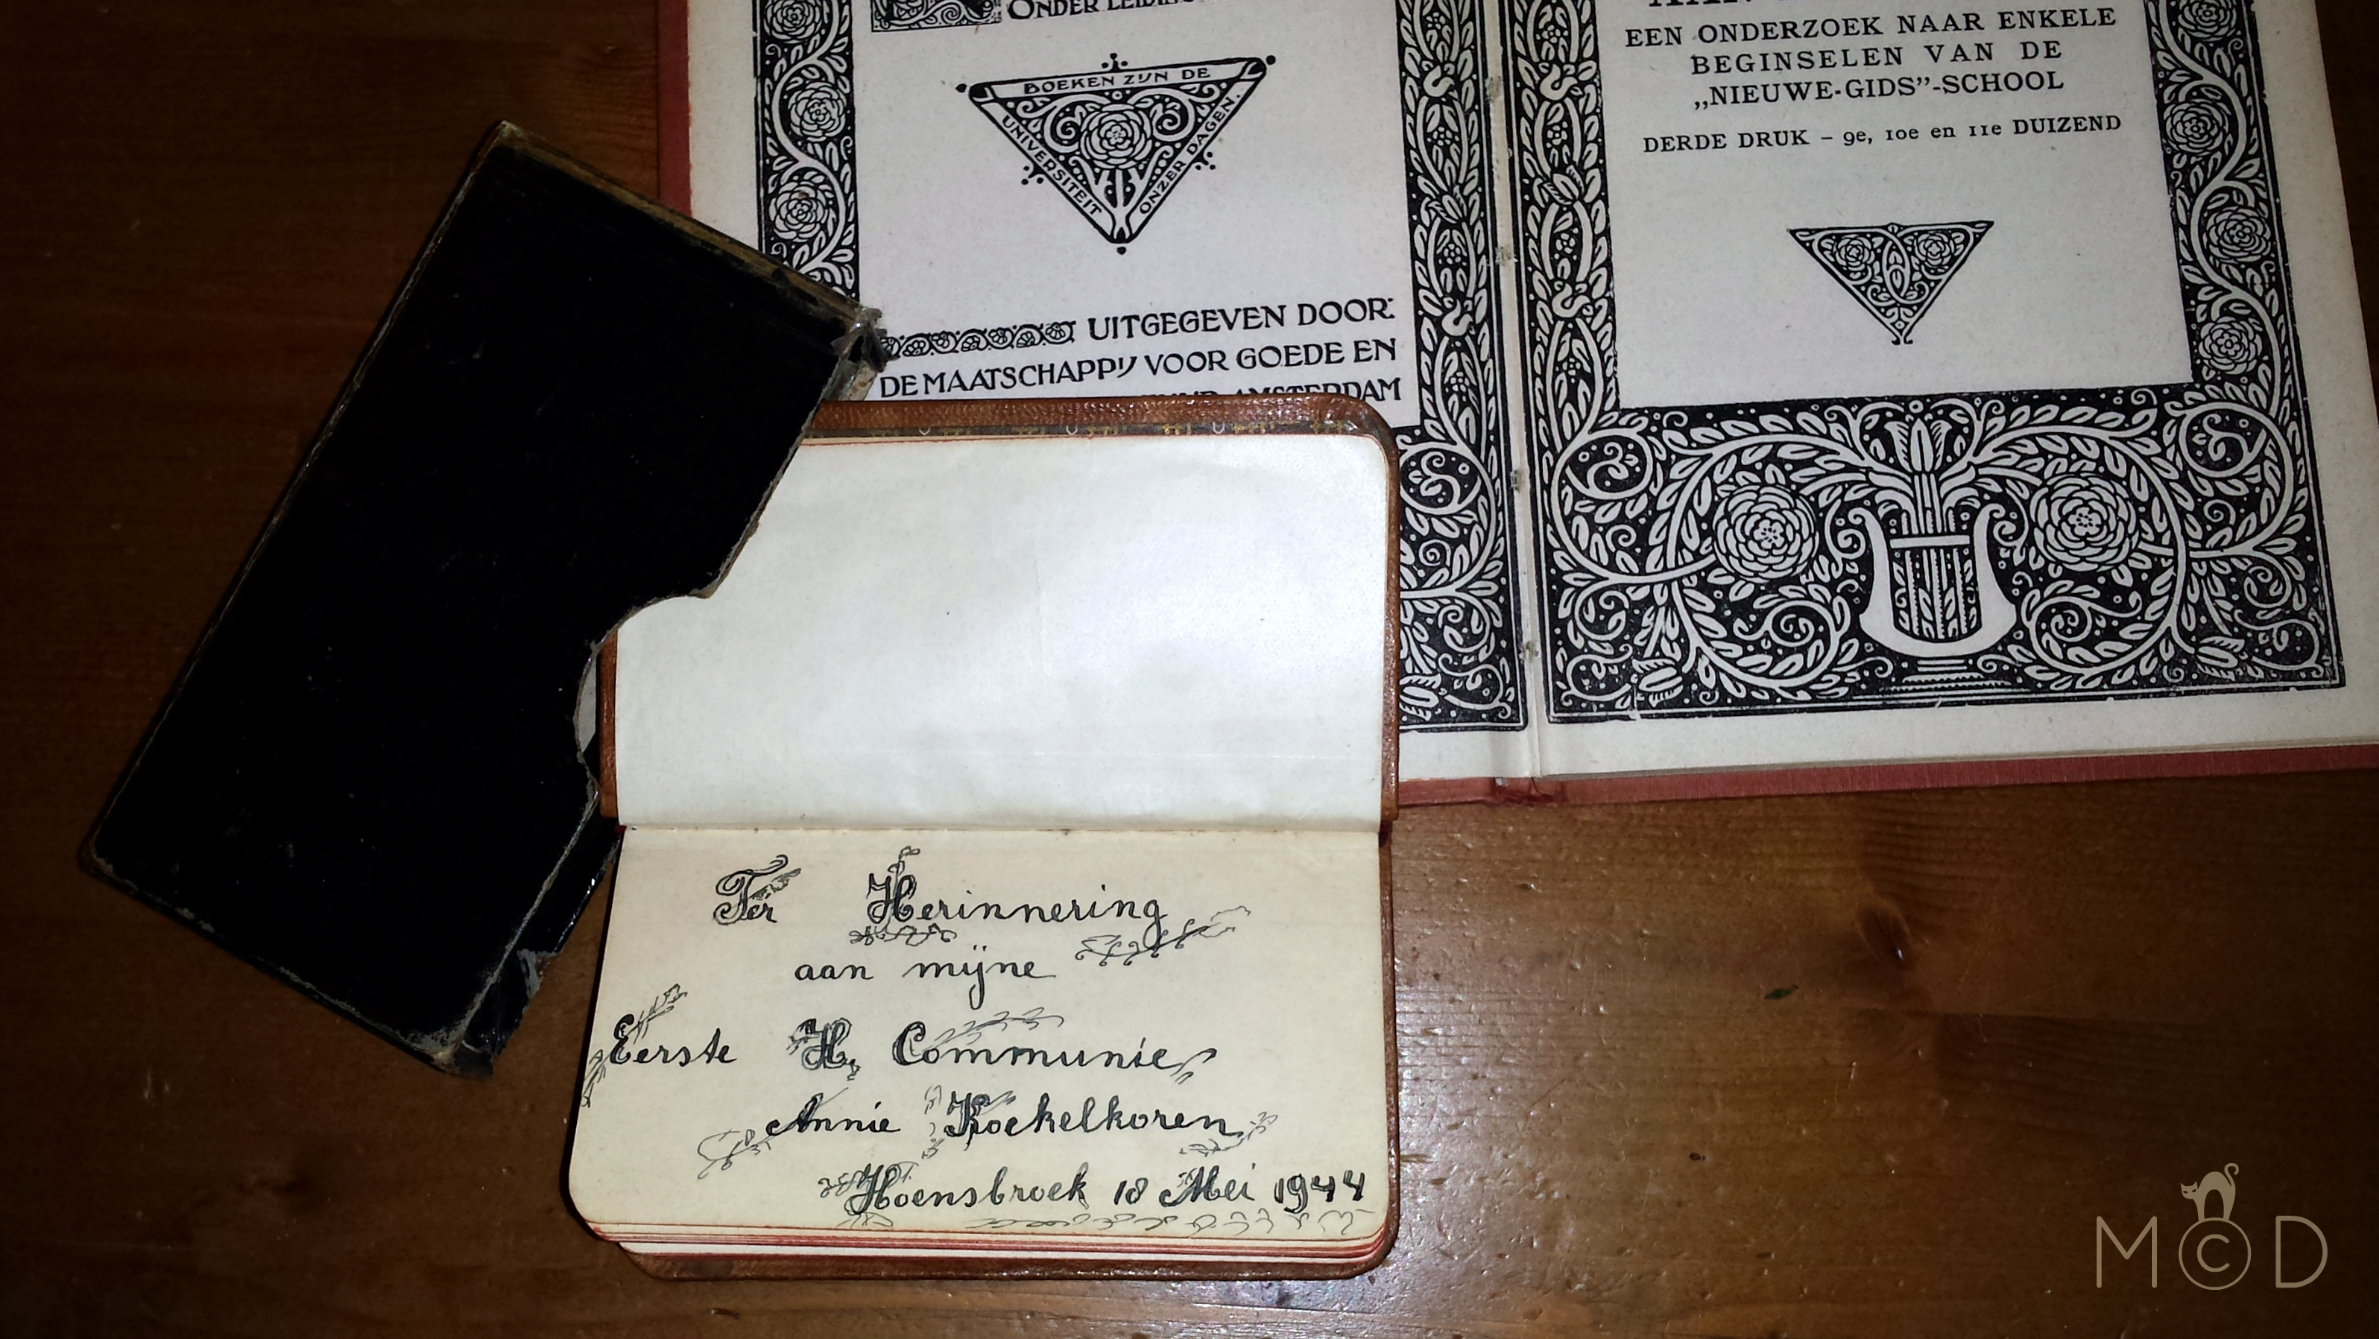 ONDER LEIDING
BOEKEN ZIJN DE
UNIVERSITEIT
ONZER DAGEN.
UITGEGEVEN DOOR:
DE MAATSCHAPPIJ VOOR GOEDE EN
AMSTERDAM
EEN ONDERZOEK NAAR ENKELE
BEGINSELEN VAN DE
„NIEUWE-GIDS”-SCHOOL
DERDE DRUK – 9e, 10e en 11e DUIZEND
Ter Herinnering
aan mijne
Eerste H. Communie
Annie Kockelkoren
Hoensbroek 18 Mei 1944
M©D